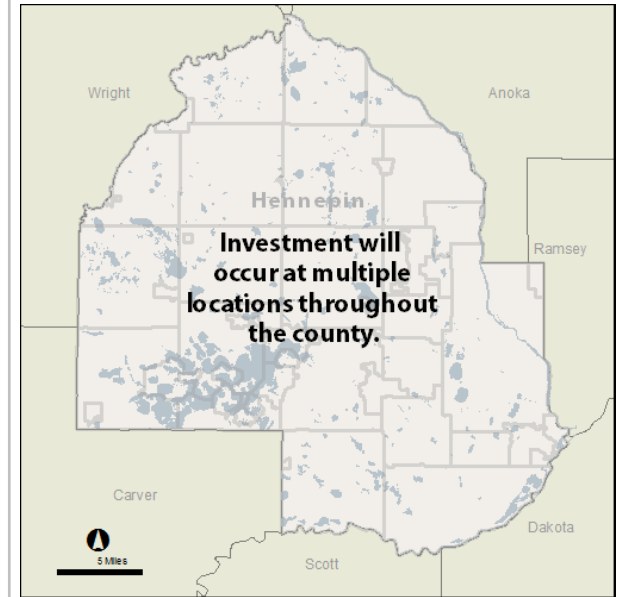 Wright
Anoka
Hennepin
Investment will
occur at multiple
locations throughout
the county.
Ramsey
Carver
Dakota
Scott
5 Miles